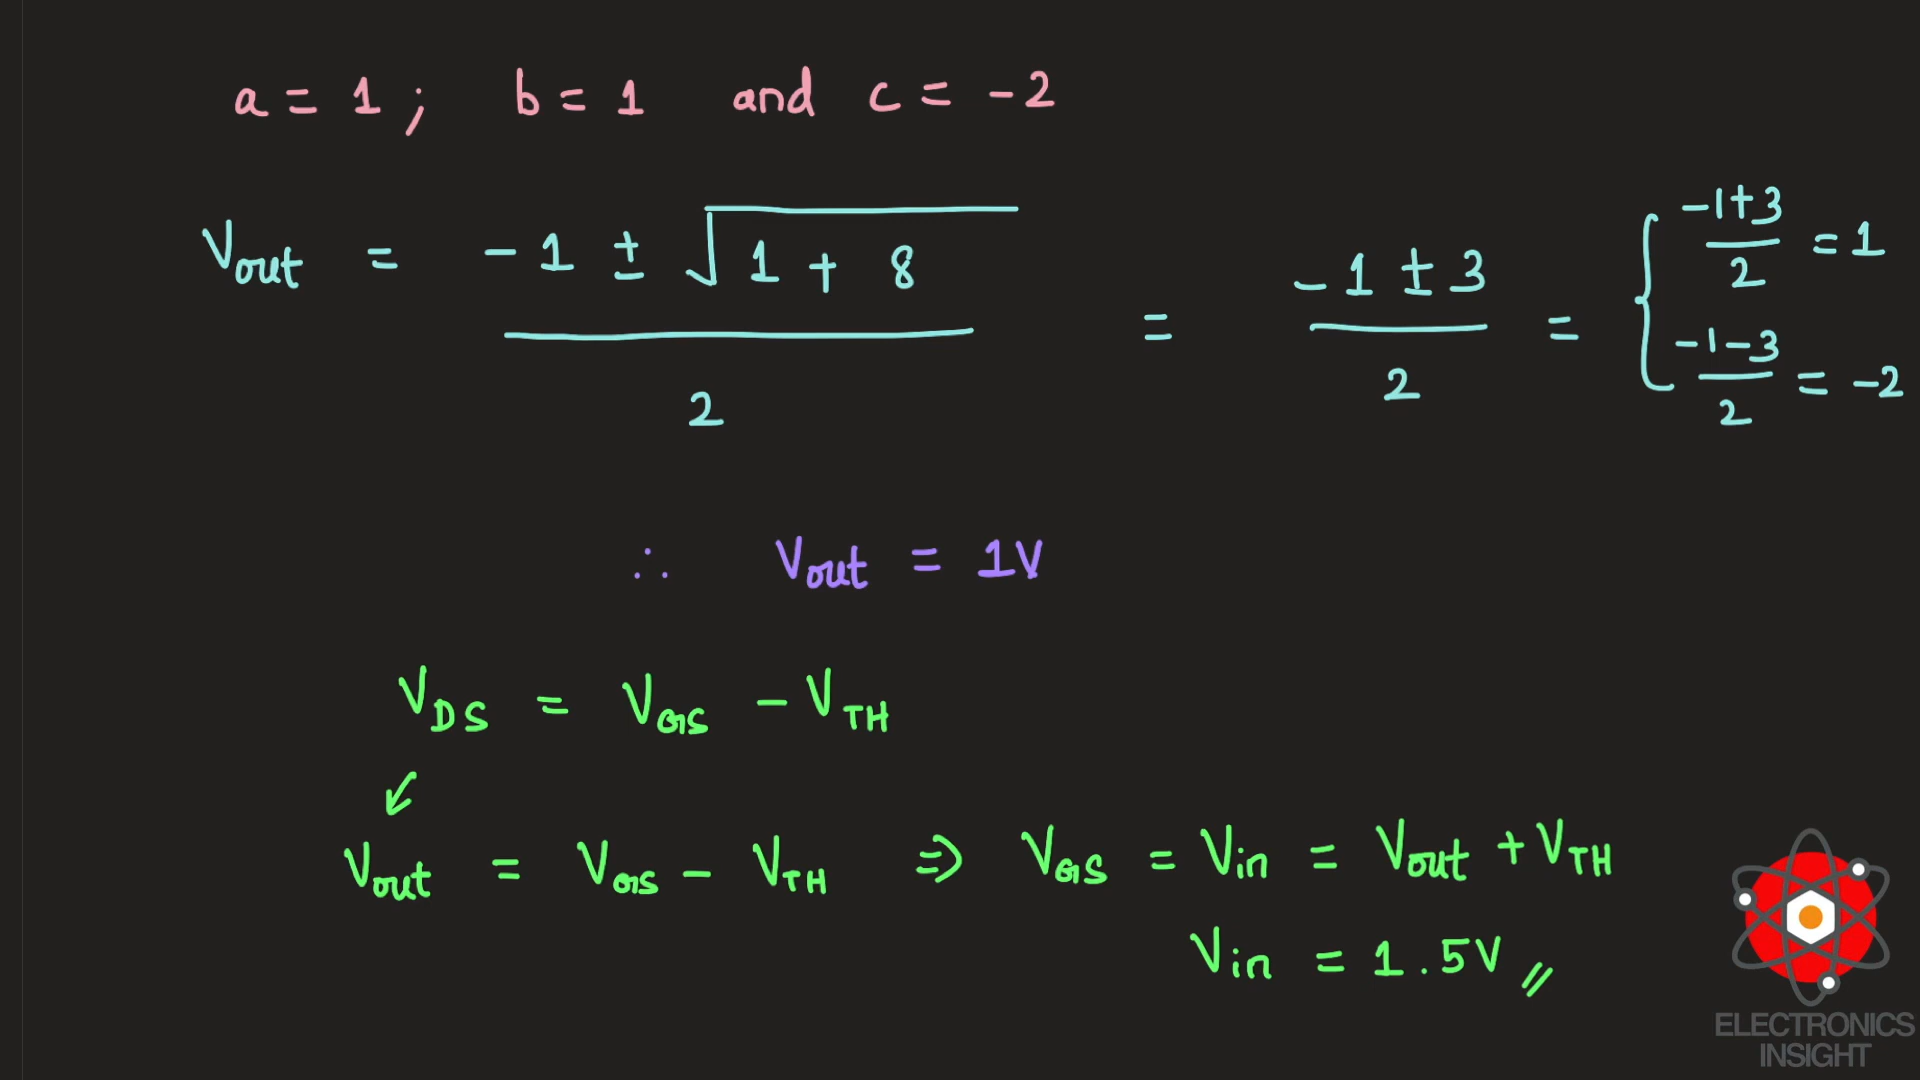 a = 1 ; b = 1 and c = -2
Vout = (-1 ± √(1 + 8)) / 2 = (-1 ± 3) / 2 = { (-1+3)/2 = 1
(-1-3)/2 = -2
∴ Vout = 1V
VDS = VGS - VTH
↙
Vout = VGS - VTH ⇒ VGS = Vin = Vout + VTH
Vin = 1.5V //
ELECTRONICS
INSIGHT